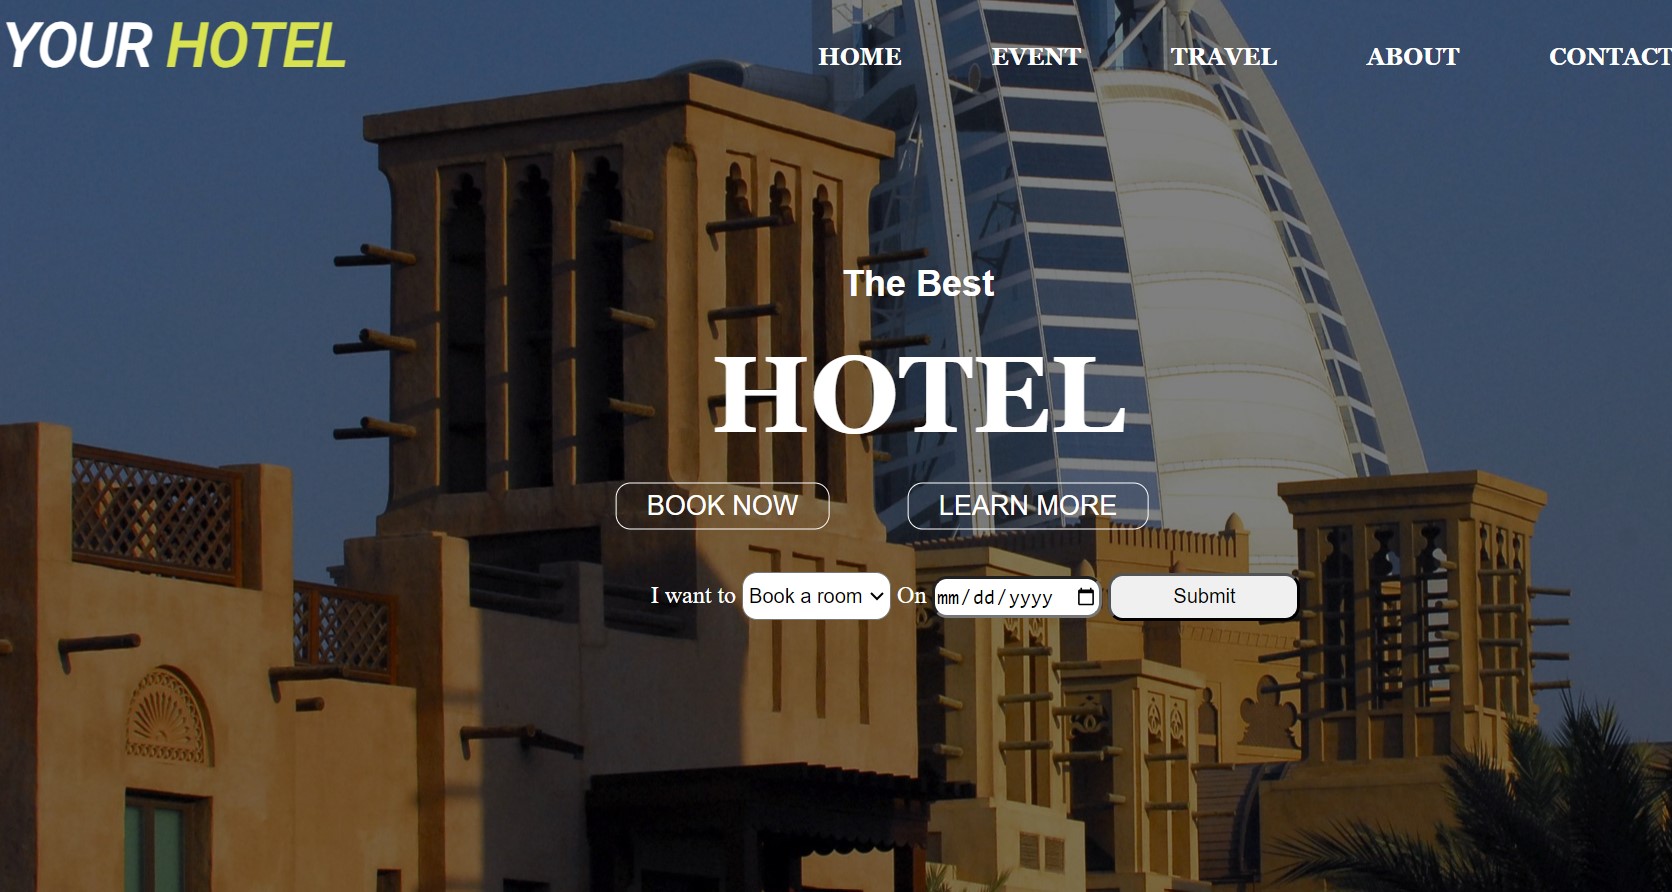 YOUR HOTEL
HOME EVENT TRAVEL ABOUT CONTACT
The Best
HOTEL
BOOK NOW LEARN MORE
I want to Book a room On mm/dd/yyyy Submit